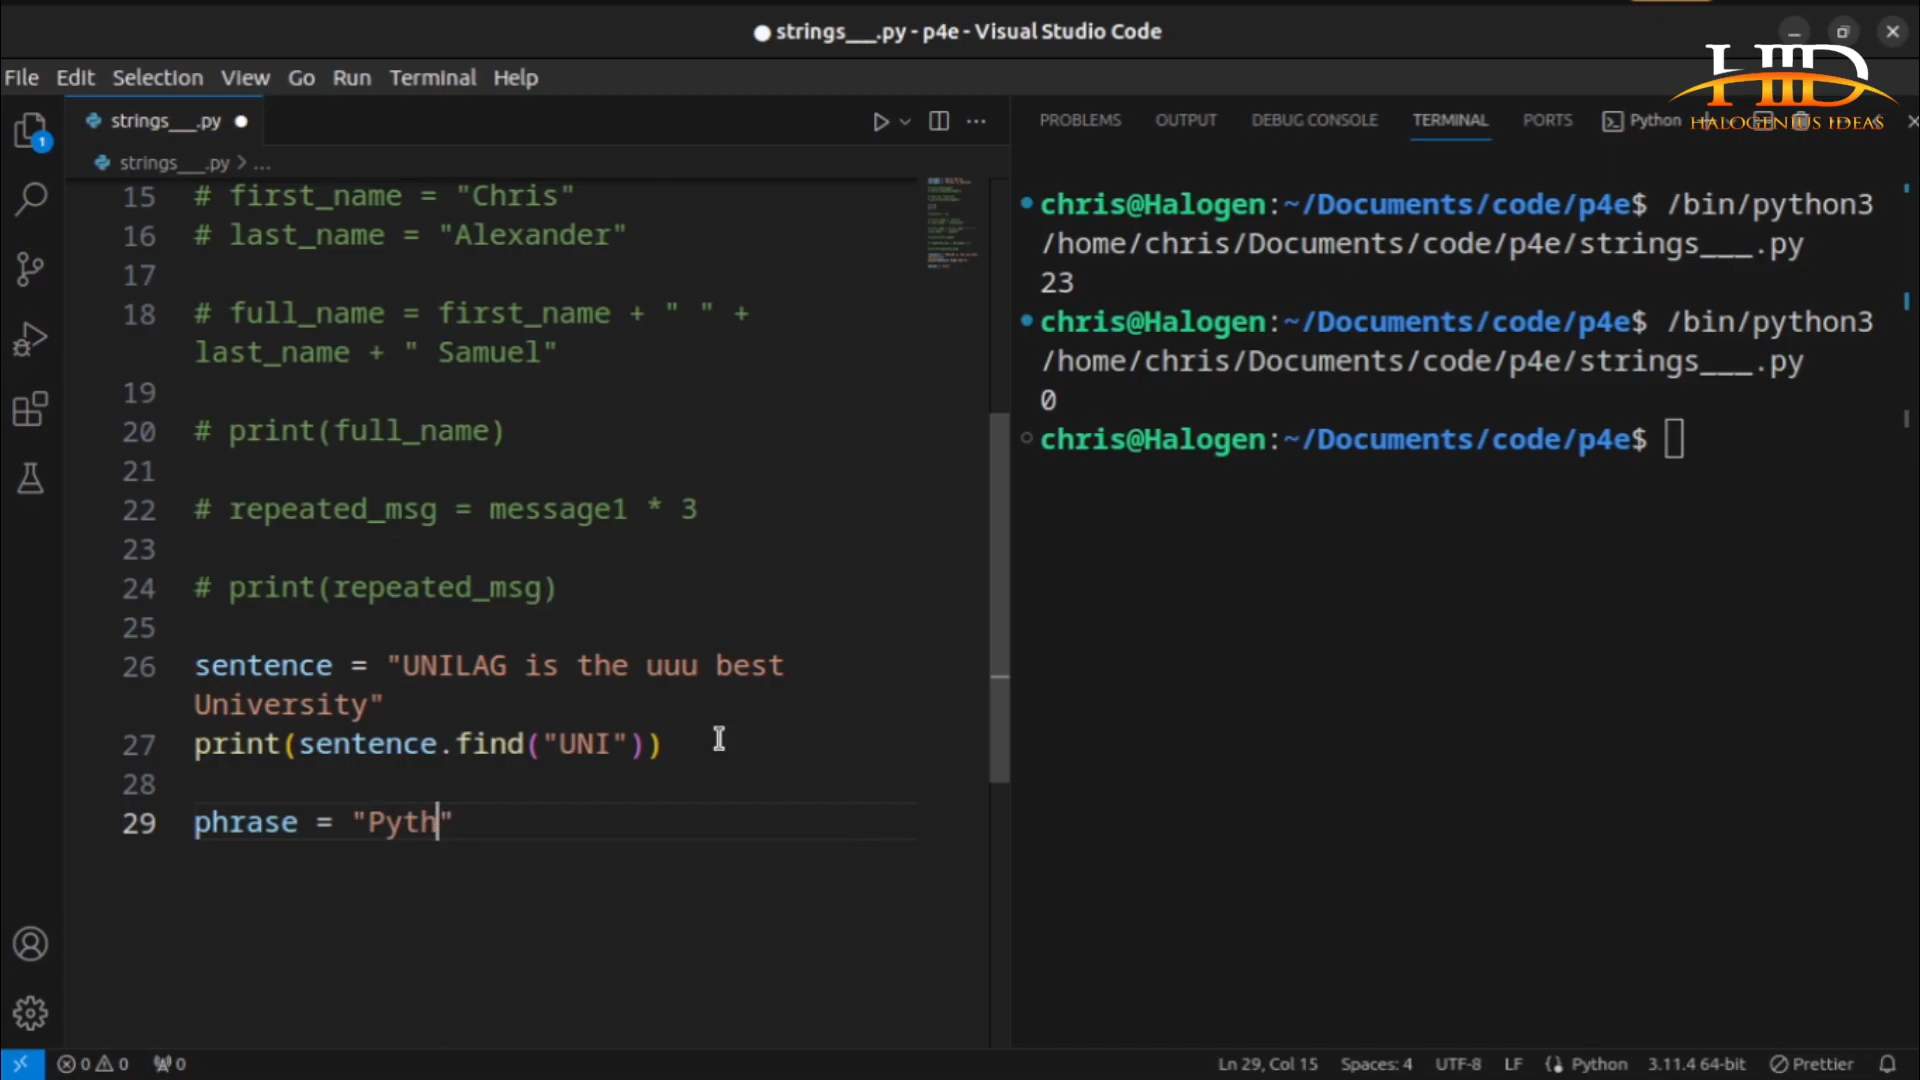 strings___.py - p4e - Visual Studio Code
File Edit Selection View Go Run Terminal Help
HID
HALOGENIUS IDEAS
1
strings___.py
strings___.py > ...
15 # first_name = "Chris"
16 # last_name = "Alexander"
17
18 # full_name = first_name + " " +
last_name + " Samuel"
19
20 # print(full_name)
21
22 # repeated_msg = message1 * 3
23
24 # print(repeated_msg)
25
26 sentence = "UNILAG is the uuu best
University"
27 print(sentence.find("UNI"))
28
29 phrase = "Pyth"
PROBLEMS OUTPUT DEBUG CONSOLE TERMINAL PORTS Python
chris@Halogen:~/Documents/code/p4e$ /bin/python3
/home/chris/Documents/code/p4e/strings___.py
23
chris@Halogen:~/Documents/code/p4e$ /bin/python3
/home/chris/Documents/code/p4e/strings___.py
0
chris@Halogen:~/Documents/code/p4e$
0 0 0 Ln 29, Col 15 Spaces: 4 UTF-8 LF Python 3.11.4 64-bit Prettier